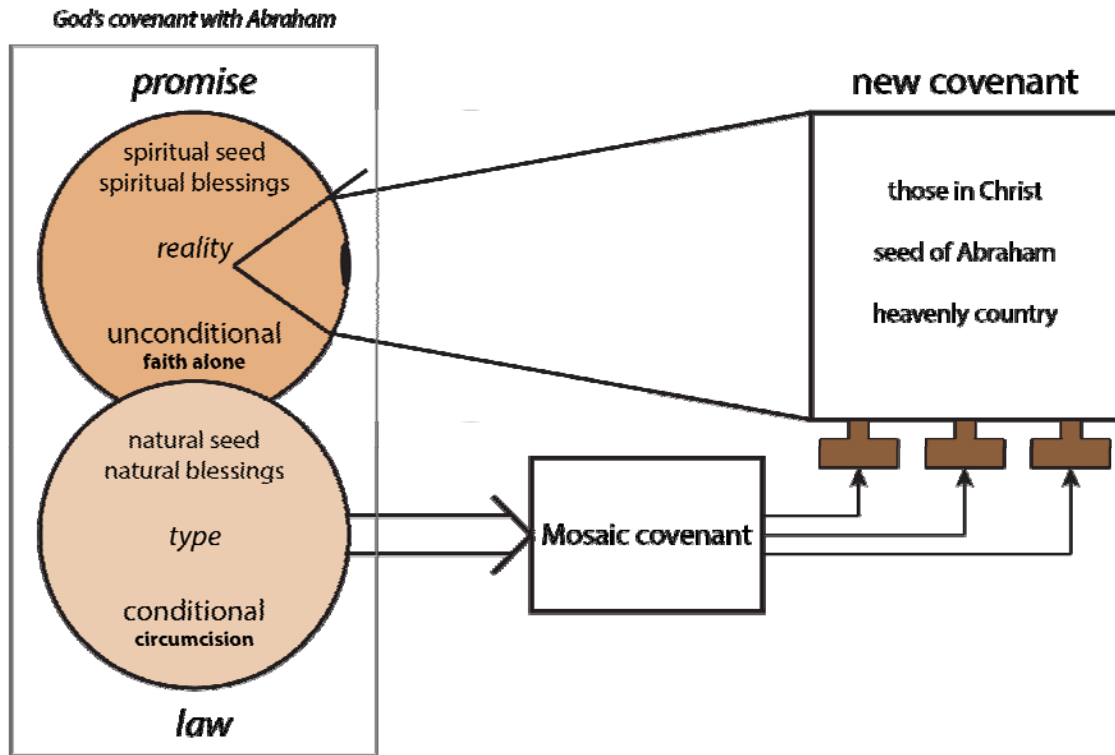 God's covenant with Abraham
promise
spiritual seed
spiritual blessings
reality
unconditional
faith alone
natural seed
natural blessings
type
conditional
circumcision
law
Mosaic covenant
new covenant
those in Christ
seed of Abraham
heavenly country